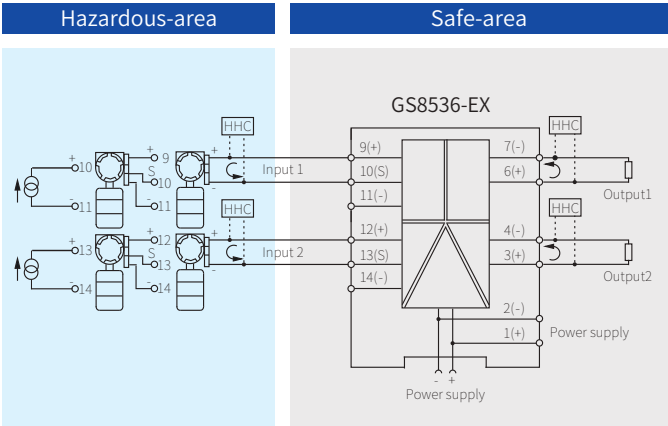 Hazardous-area
Safe-area
GS8536-EX
HHC
HHC
+ 9 + 9(+) 7(-)
+ 10 S Input 1 10(S) 6(+)
10 - 11(-)
- 11 11 Output1
HHC
HHC
+ 12 + 12(+) 4(-)
+ 13 S Input 2 13(S) 3(+)
13 - 14(-)
- 14 14 Output2
2(-)
1(+) Power supply
- +
Power supply